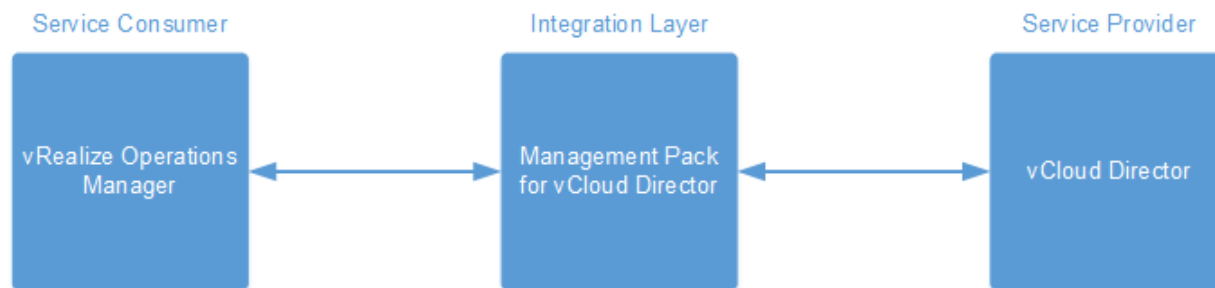 Service Consumer
Integration Layer
Service Provider
vRealize Operations
Manager
Management Pack
for vCloud Director
vCloud Director